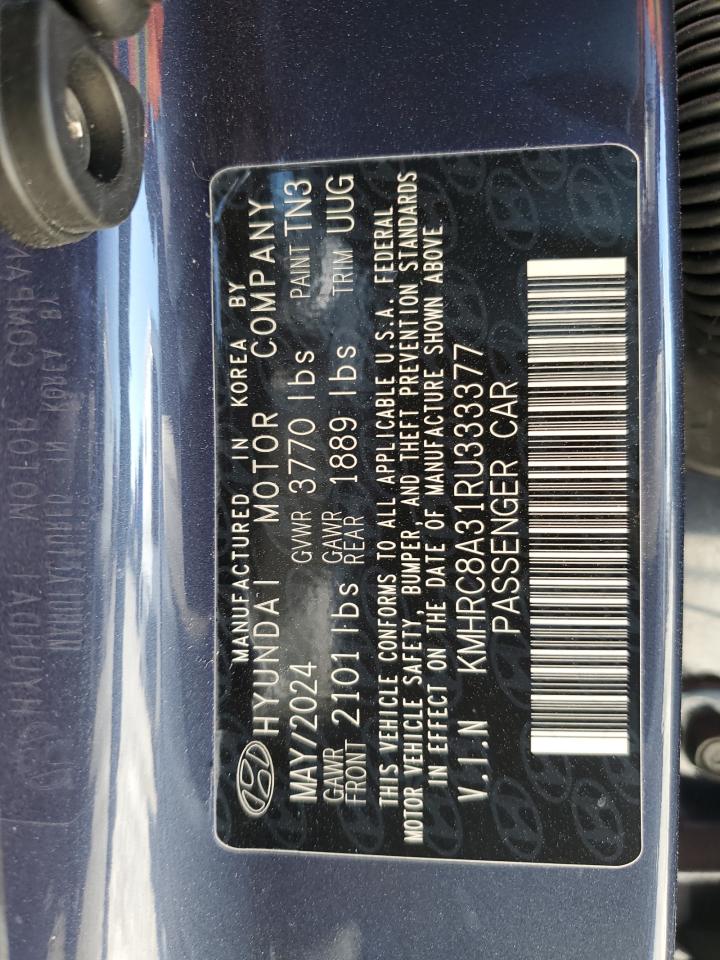 MANUFACTURED IN KOREA BY
HYUNDAI MOTOR COMPANY
MAY/2024 GVWR 3770 lbs PAINT TN3
GAWR FRONT 2101 lbs GAWR REAR 1889 lbs TRIM UUG
THIS VEHICLE CONFORMS TO ALL APPLICABLE U.S.A. FEDERAL
MOTOR VEHICLE SAFETY, BUMPER, AND THEFT PREVENTION STANDARDS
IN EFFECT ON THE DATE OF MANUFACTURE SHOWN ABOVE
V.I.N KMHRC8A31RU333377
PASSENGER CAR